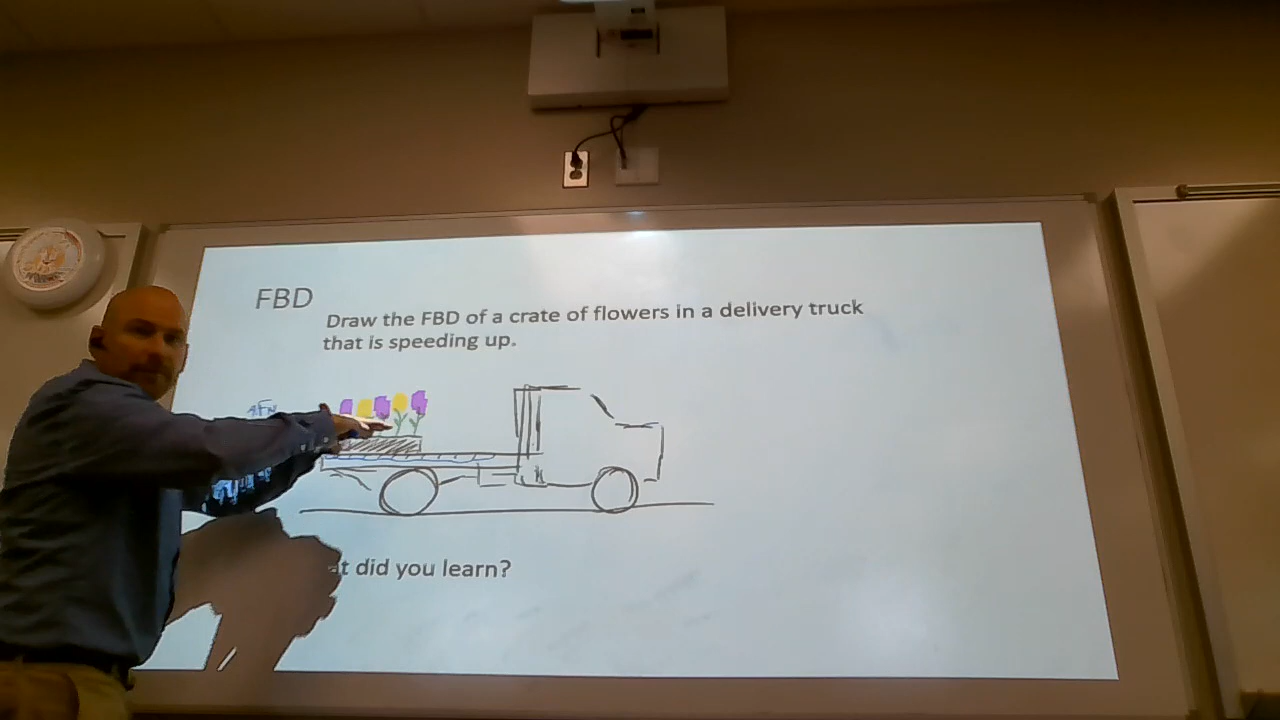 FBD
Draw the FBD of a crate of flowers in a delivery truck
that is speeding up.
t did you learn?